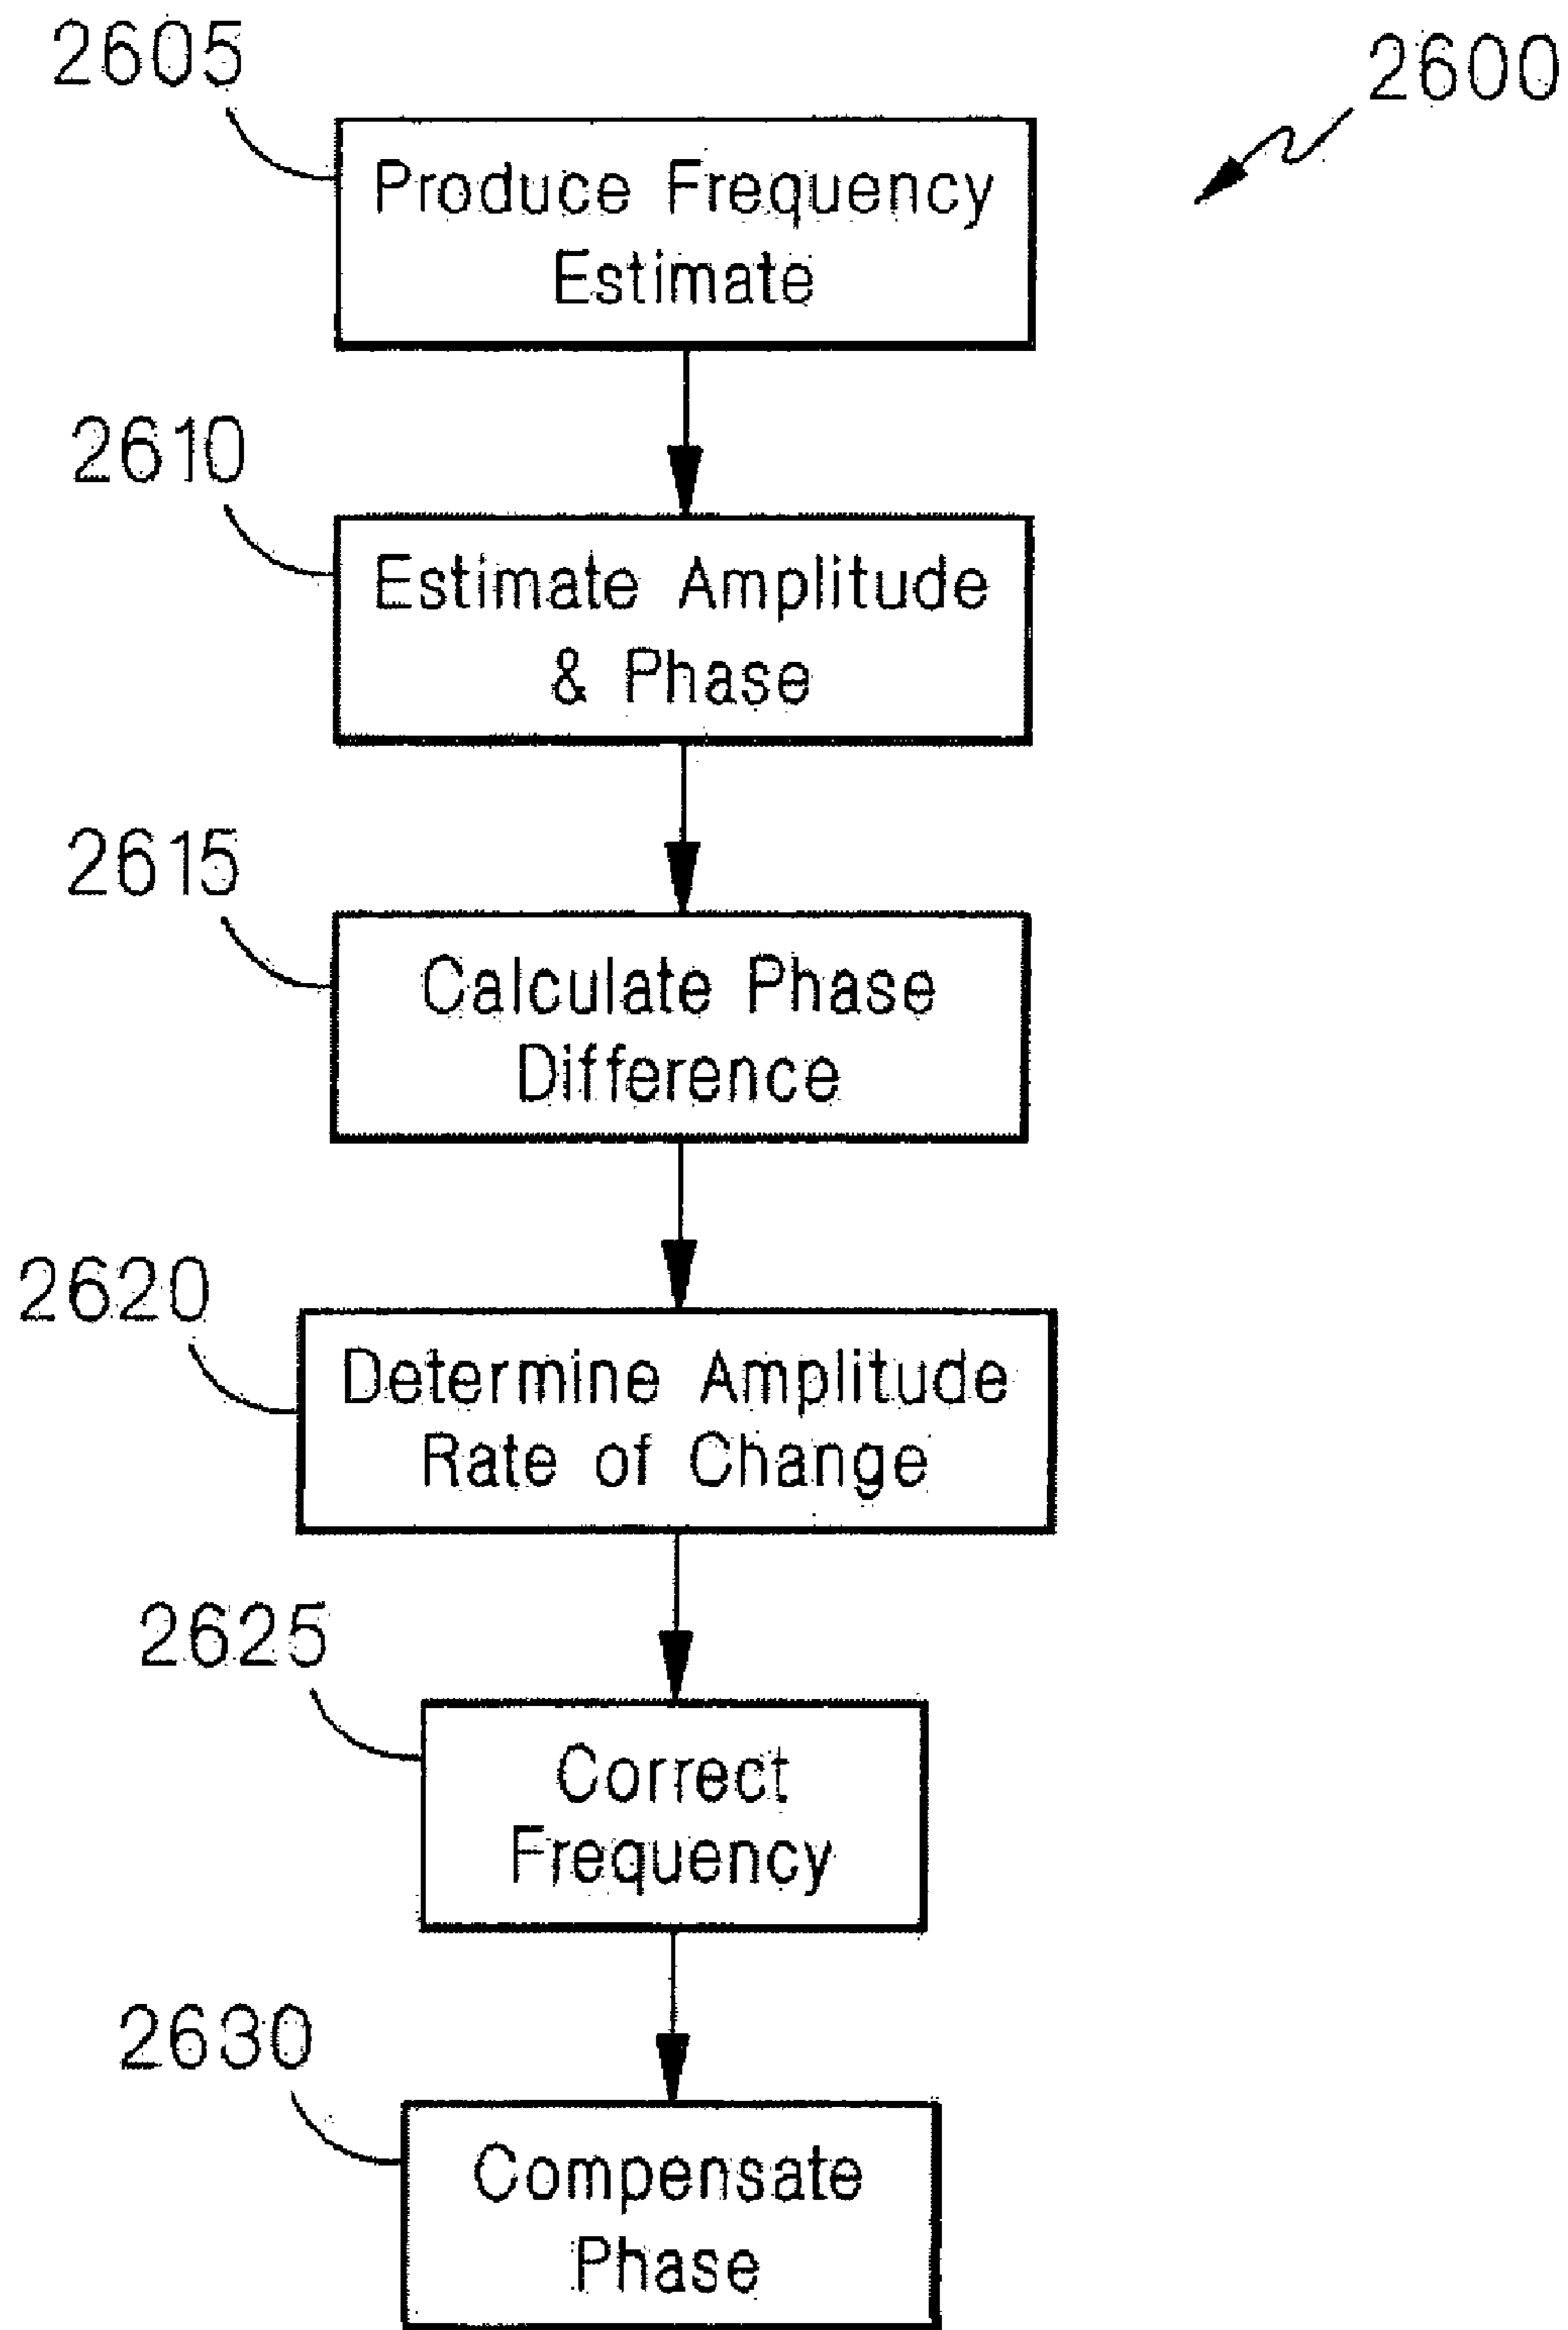 2605
2600
Produce Frequency
Estimate
2610
Estimate Amplitude
& Phase
2615
Calculate Phase
Difference
2620
Determine Amplitude
Rate of Change
2625
Correct
Frequency
2630
Compensate
Phase